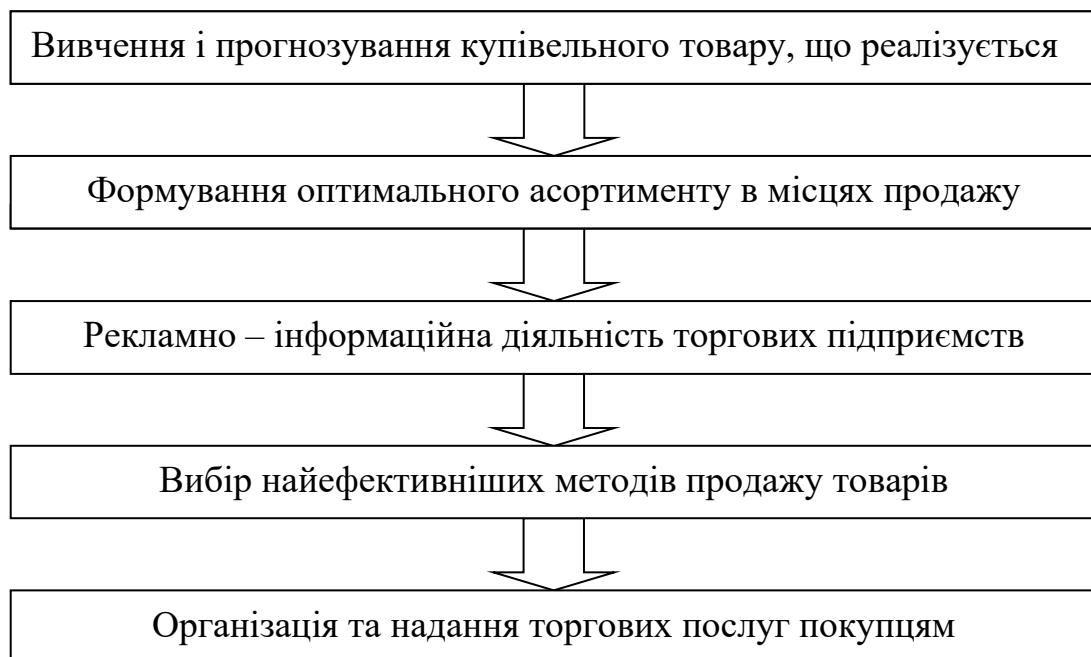 Вивчення і прогнозування купівельного товару, що реалізується
Формування оптимального асортименту в місцях продажу
Рекламно – інформаційна діяльність торгових підприємств
Вибір найефективніших методів продажу товарів
Організація та надання торгових послуг покупцям